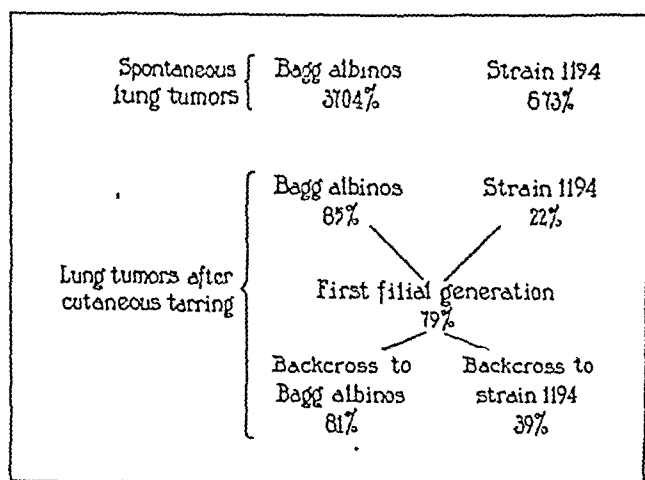 Spontaneous
lung tumors
Bagg albinos
3704%
Strain 1194
673%
Lung tumors after
cutaneous tarring
Bagg albinos
85%
Strain 1194
22%
First filial generation
79%
Backcross to
Bagg albinos
81%
Backcross to
strain 1194
39%